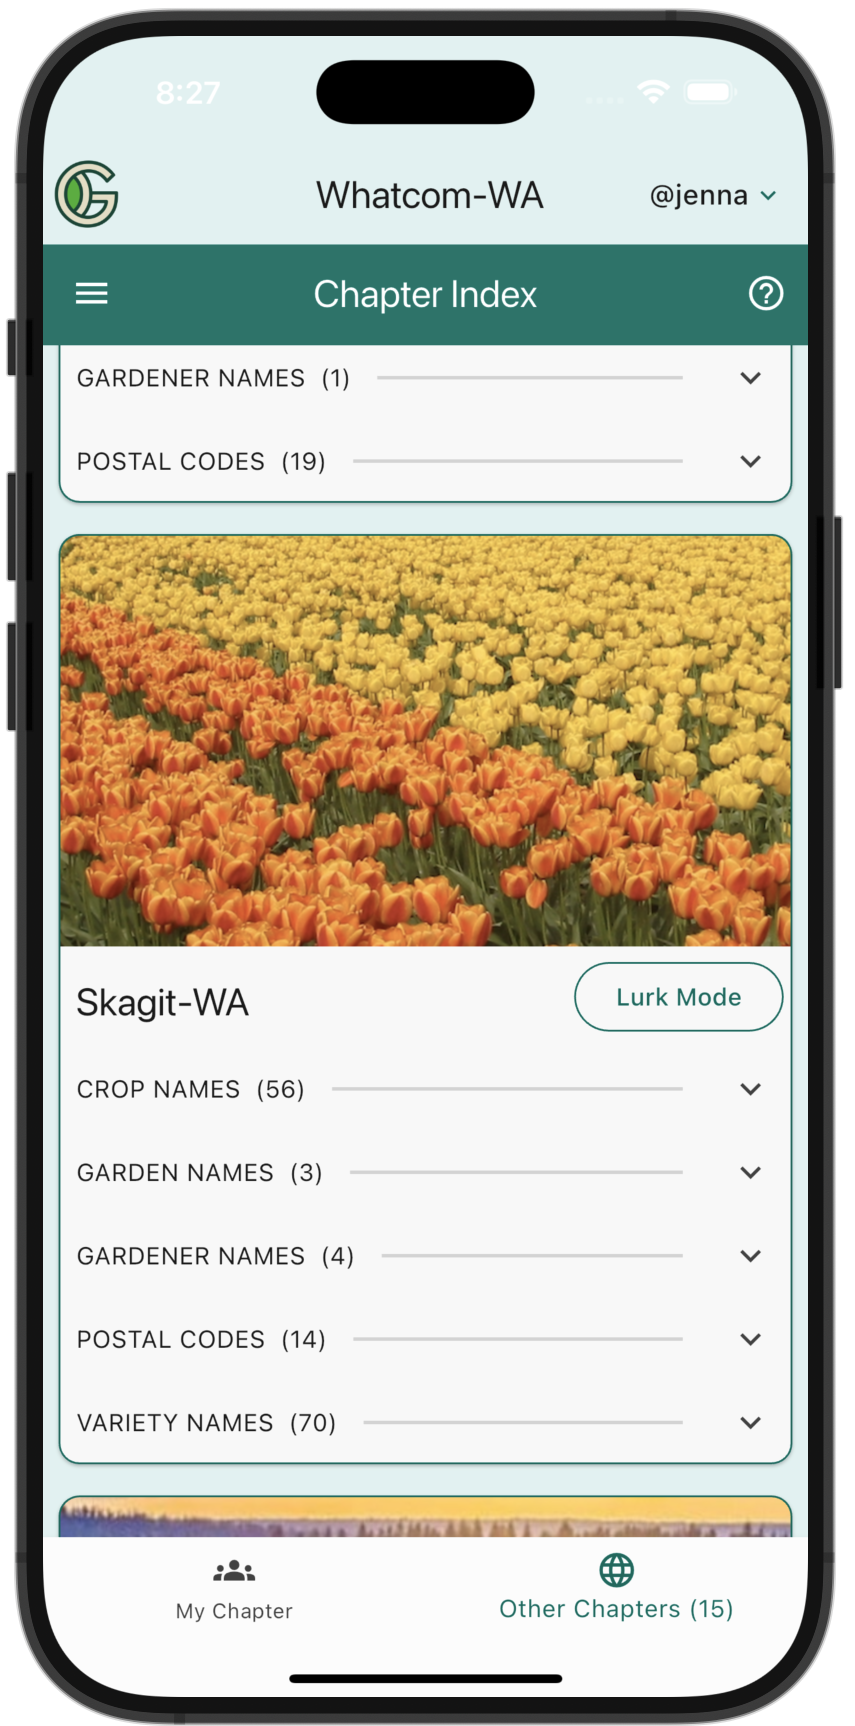 8:27
Whatcom-WA
@jenna
Chapter Index
GARDENER NAMES (1)
POSTAL CODES (19)
Skagit-WA
Lurk Mode
CROP NAMES (56)
GARDEN NAMES (3)
GARDENER NAMES (4)
POSTAL CODES (14)
VARIETY NAMES (70)
My Chapter
Other Chapters (15)